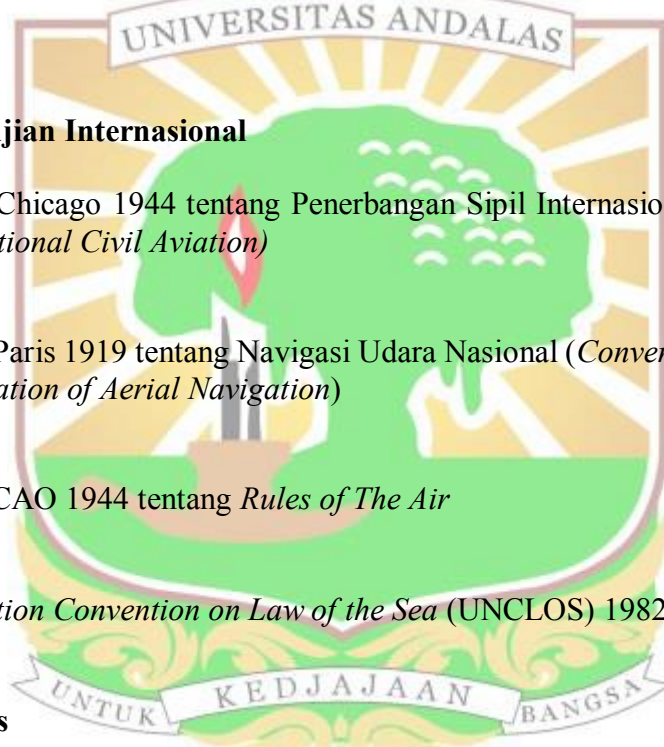 UNIVERSITAS ANDALAS
jian Internasional
Chicago 1944 tentang Penerbangan Sipil Internasio
tional Civil Aviation)
Paris 1919 tentang Navigasi Udara Nasional (Conver
ation of Aerial Navigation)
CAO 1944 tentang Rules of The Air
tion Convention on Law of the Sea (UNCLOS) 1982
UNTUK KEDJAJAAN BANGSA
s